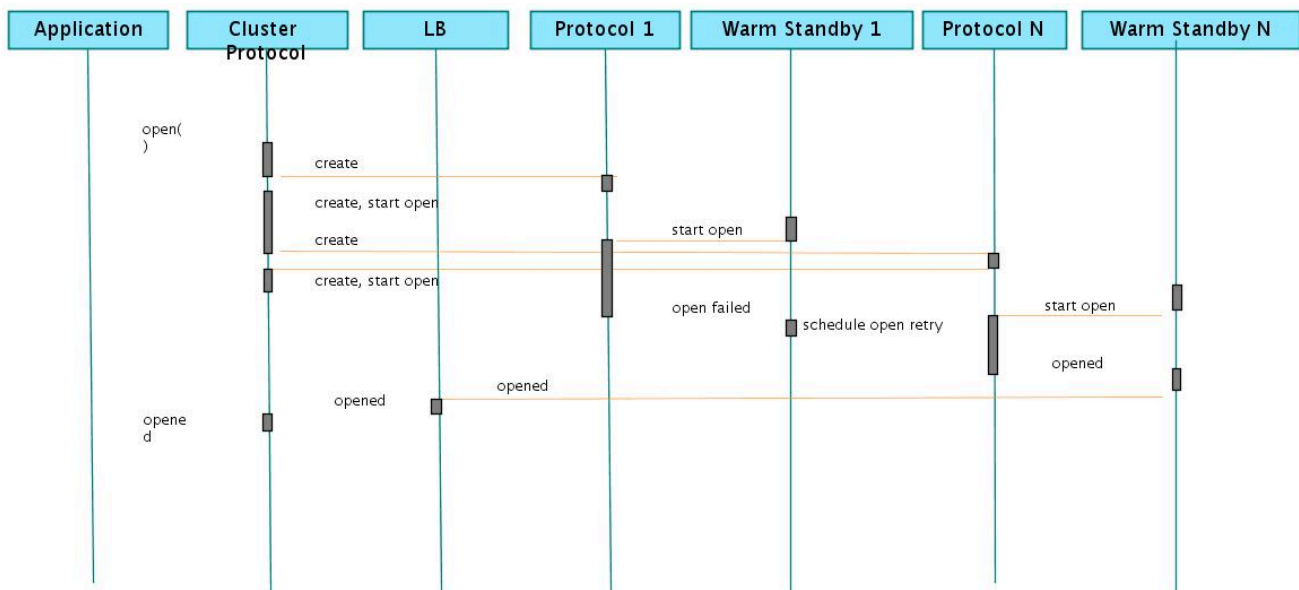 Application
Cluster
Protocol
LB
Protocol 1
Warm Standby 1
Protocol N
Warm Standby N
open(
)
create
create, start open
start open
create
create, start open
open failed
schedule open retry
start open
opened
opened
opened
opene
d